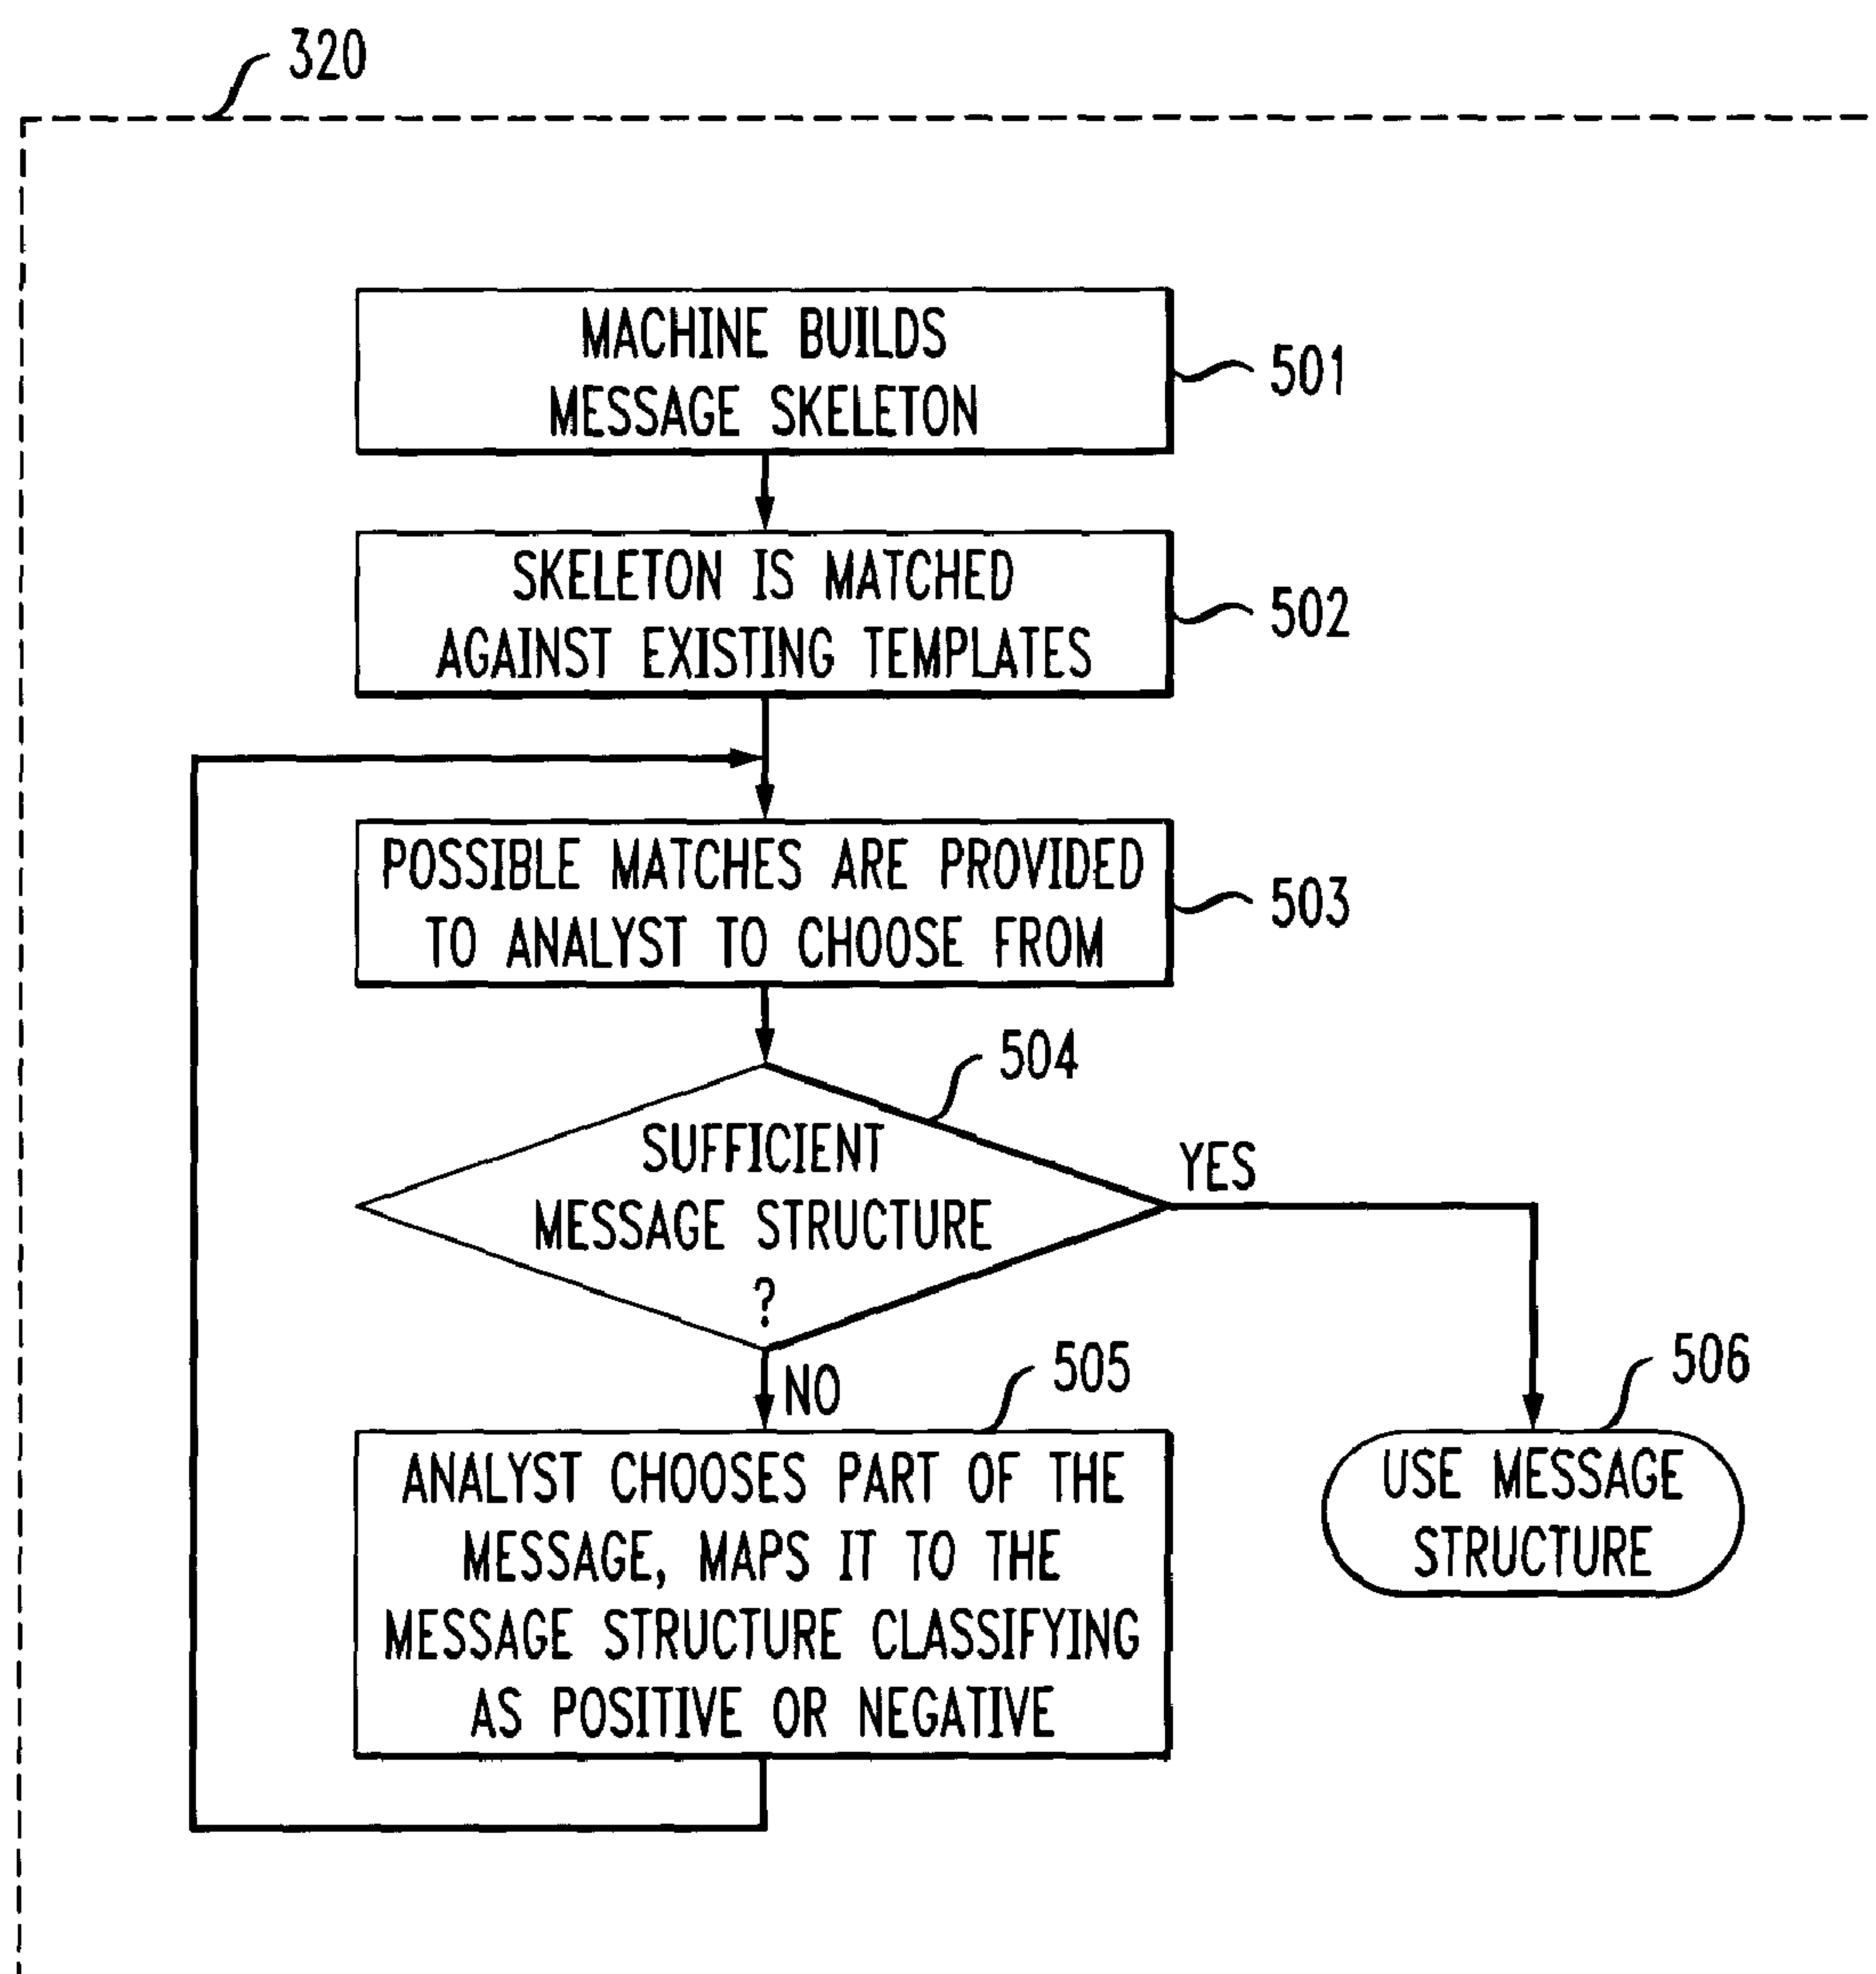 320
MACHINE BUILDS
MESSAGE SKELETON
501
SKELETON IS MATCHED
AGAINST EXISTING TEMPLATES
502
POSSIBLE MATCHES ARE PROVIDED
TO ANALYST TO CHOOSE FROM
503
504
SUFFICIENT
MESSAGE STRUCTURE
?
YES
NO
505
ANALYST CHOOSES PART OF THE
MESSAGE, MAPS IT TO THE
MESSAGE STRUCTURE CLASSIFYING
AS POSITIVE OR NEGATIVE
506
USE MESSAGE
STRUCTURE